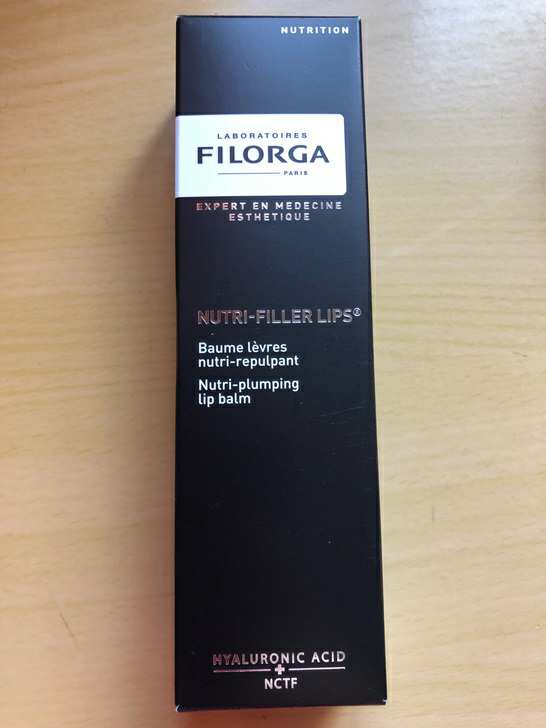 NUTRITION
LABORATOIRES
FILORGA
PARIS
EXPERT EN MEDECINE
ESTHETIQUE
NUTRI-FILLER LIPS®
Baume lèvres
nutri-repulpant
Nutri-plumping
lip balm
HYALURONIC ACID
+
NCTF